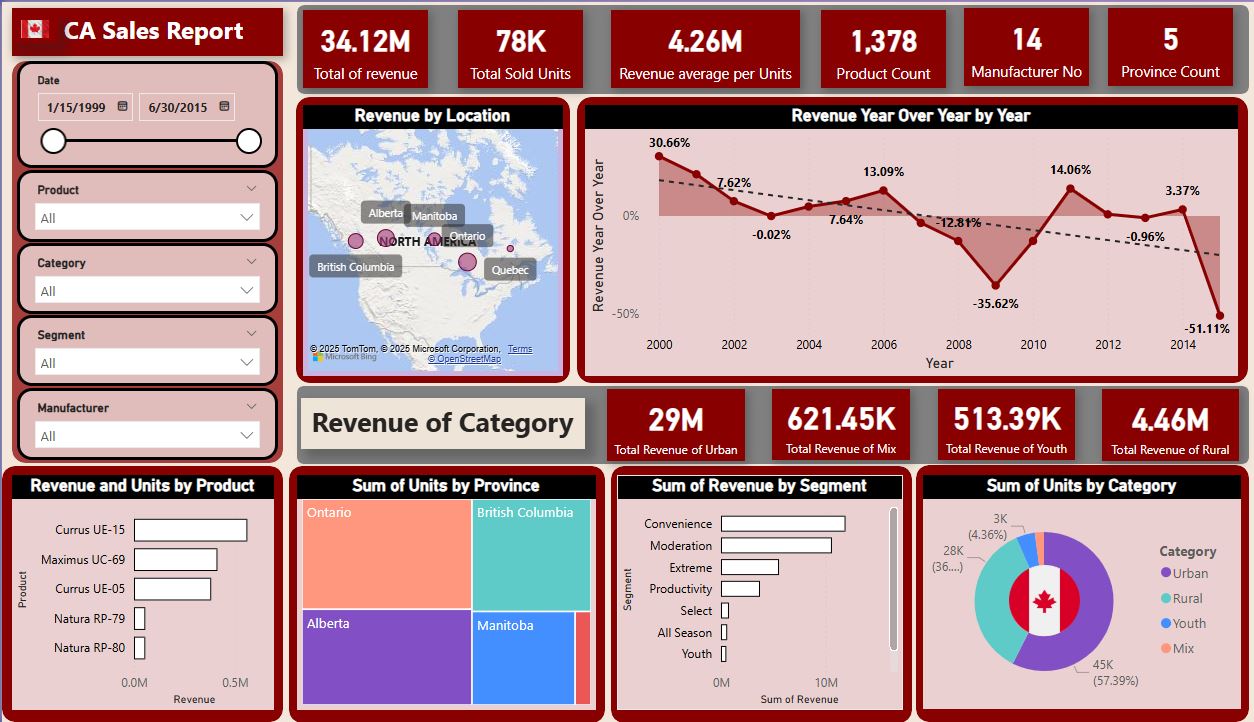 CA Sales Report
34.12M
Total of revenue
78K
Total Sold Units
4.26M
Revenue average per Units
1,378
Product Count
14
Manufacturer No
5
Province Count
Date
1/15/1999
6/30/2015
Product
All
Category
All
Segment
All
Manufacturer
All
Revenue by Location
Alberta
Manitoba
Ontario
NORTH AMERICA
British Columbia
Quebec
© 2025 TomTom, © 2025 Microsoft Corporation, Terms
© OpenStreetMap
Microsoft Bing
Revenue Year Over Year by Year
Revenue Year Over Year
0%
-50%
30.66%
7.62%
-0.02%
7.64%
13.09%
-12.81%
-35.62%
14.06%
-0.96%
3.37%
-51.11%
2000 2002 2004 2006 2008 2010 2012 2014
Year
Revenue of Category
29M
Total Revenue of Urban
621.45K
Total Revenue of Mix
513.39K
Total Revenue of Youth
4.46M
Total Revenue of Rural
Revenue and Units by Product
Product
Currus UE-15
Maximus UC-69
Currus UE-05
Natura RP-79
Natura RP-80
0.0M 0.5M
Revenue
Sum of Units by Province
Ontario
British Columbia
Alberta
Manitoba
Sum of Revenue by Segment
Segment
Convenience
Moderation
Extreme
Productivity
Select
All Season
Youth
0M 10M
Sum of Revenue
Sum of Units by Category
3K
(4.36%)
28K
(36....)
45K
(57.39%)
Category
Urban
Rural
Youth
Mix